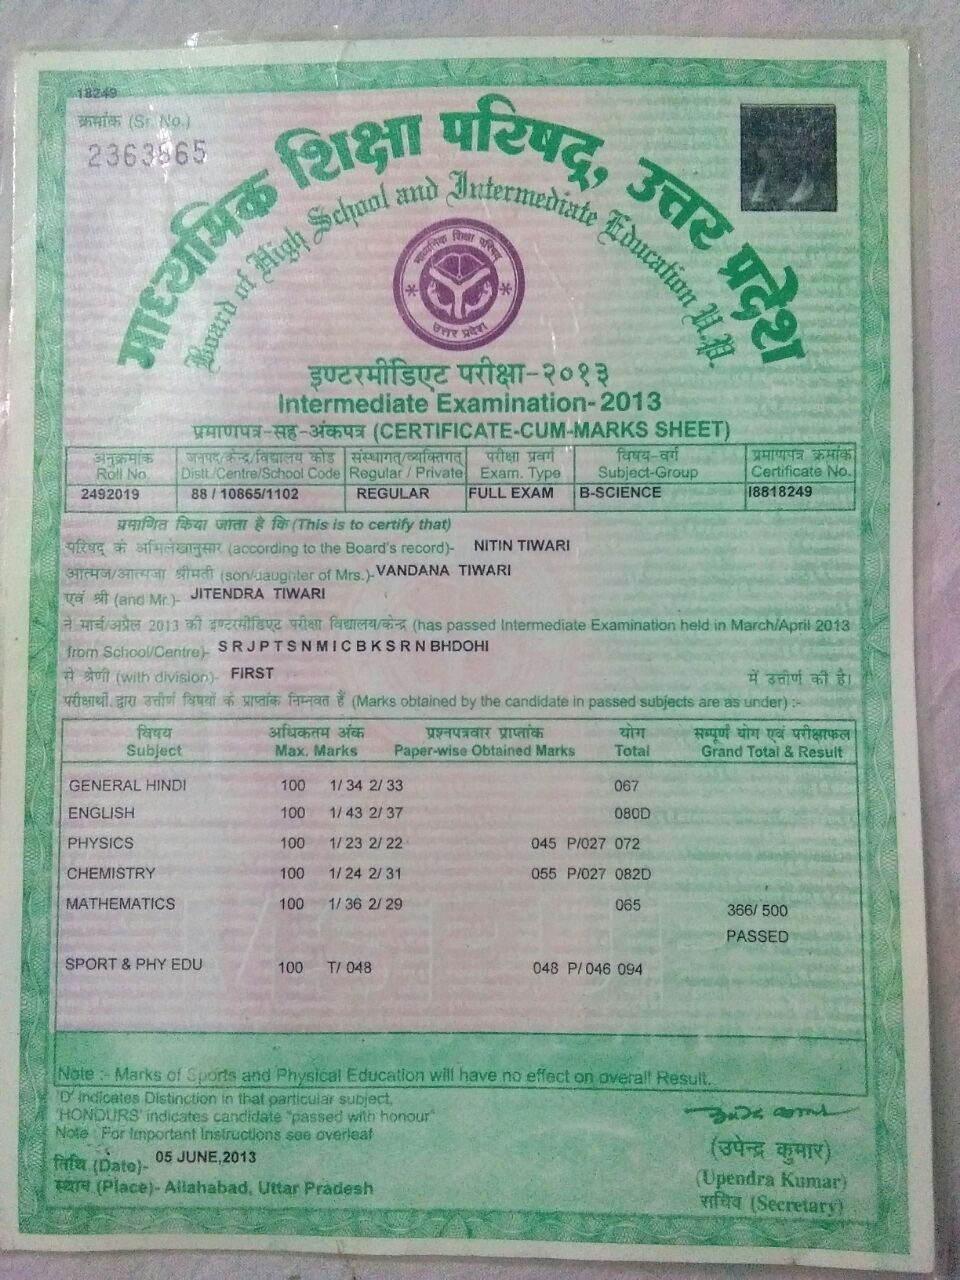 18249
क्रमांक (Sr. No.)
2363865
माध्यमिक शिक्षा परिषद्, उत्तर प्रदेश
Board of High School and Intermediate Education U.P.
माध्यमिक शिक्षा परिषद्
उत्तर प्रदेश
इण्टरमीडिएट परीक्षा-२०१३
Intermediate Examination- 2013
प्रमाणपत्र-सह-अंकपत्र (CERTIFICATE-CUM-MARKS SHEET)
अनुक्रमांक जनपद/केन्द्र/विद्यालय कोड संस्थागत/व्यक्तिगत परीक्षा प्रवर्ग विषय-वर्ग प्रमाणपत्र क्रमांक
Roll No. Distt./Centre/School Code Regular / Private Exam. Type Subject-Group Certificate No.
2492019 88 / 10865/1102 REGULAR FULL EXAM B-SCIENCE I8818249
प्रमाणित किया जाता है कि (This is to certify that)
परिषद् के अभिलेखानुसार (according to the Board's record)- NITIN TIWARI
आत्मज/आत्मजा श्रीमती (son/daughter of Mrs.)- VANDANA TIWARI
एवं श्री (and Mr.)- JITENDRA TIWARI
ने मार्च/अप्रैल 2013 की इण्टरमीडिएट परीक्षा विद्यालय/केन्द्र (has passed Intermediate Examination held in March/April 2013
from School/Centre)- S R J P T S N M I C B K S R N BHDOHI
से श्रेणी (with division)- FIRST में उत्तीर्ण की है।
परीक्षार्थी द्वारा उत्तीर्ण विषयों के प्राप्तांक निम्नवत हैं (Marks obtained by the candidate in passed subjects are as under) :-
विषय अधिकतम अंक प्रश्नपत्रवार प्राप्तांक योग सम्पूर्ण योग एवं परीक्षाफल
Subject Max. Marks Paper-wise Obtained Marks Total Grand Total & Result
GENERAL HINDI 100 1/ 34 2/ 33 067
ENGLISH 100 1/ 43 2/ 37 080D
PHYSICS 100 1/ 23 2/ 22 045 P/027 072
CHEMISTRY 100 1/ 24 2/ 31 055 P/027 082D
MATHEMATICS 100 1/ 36 2/ 29 065 366/ 500
PASSED
SPORT & PHY EDU 100 T/ 048 048 P/ 046 094
Note :- Marks of Sports and Physical Education will have no effect on overall Result.
'D' indicates Distinction in that particular subject,
'HONOURS' indicates candidate "passed with honour"
Note : For Important Instructions see overleaf
तिथि (Date)- 05 JUNE,2013
स्थान (Place)- Allahabad, Uttar Pradesh
(उपेन्द्र कुमार)
(Upendra Kumar)
सचिव (Secretary)